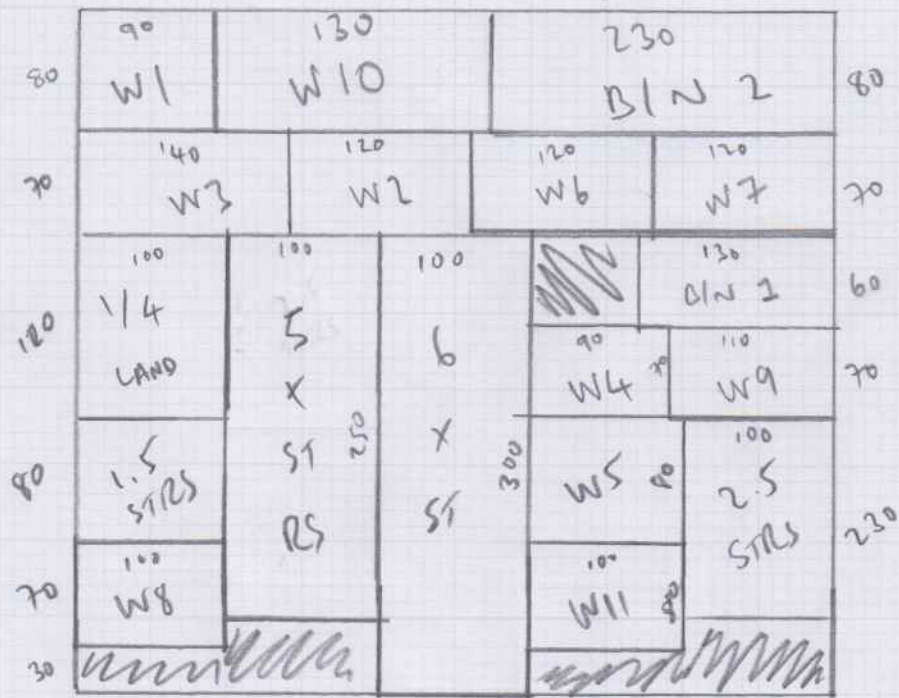 90 130 230
80 W1 W10 BIN 2 80
140 120 120 120
70 W3 W2 W6 W7 70
100 100 100 130
1/4 LAND 5 X ST RS 250 6 X ST 300 BIN 1 60
120
90 110
W4 70 W9 70
100
80 1.5 STRS W5 80 2.5 STRS 230
100 100
70 W8 W11 80
30